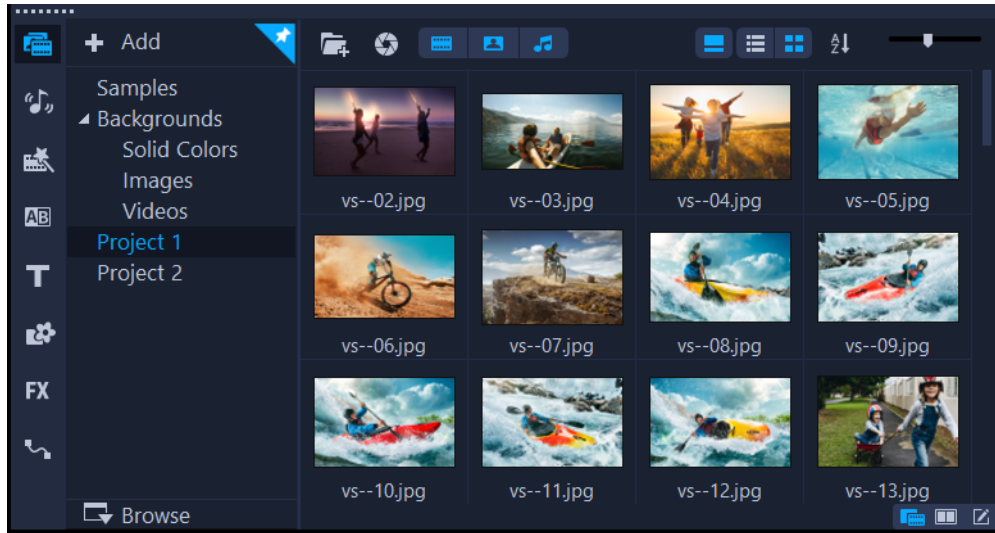 Add
Samples
Backgrounds
Solid Colors
Images
Videos
Project 1
Project 2
Browse
AB
T
FX
A
Z
vs--02.jpg
vs--03.jpg
vs--04.jpg
vs--05.jpg
vs--06.jpg
vs--07.jpg
vs--08.jpg
vs--09.jpg
vs--10.jpg
vs--11.jpg
vs--12.jpg
vs--13.jpg